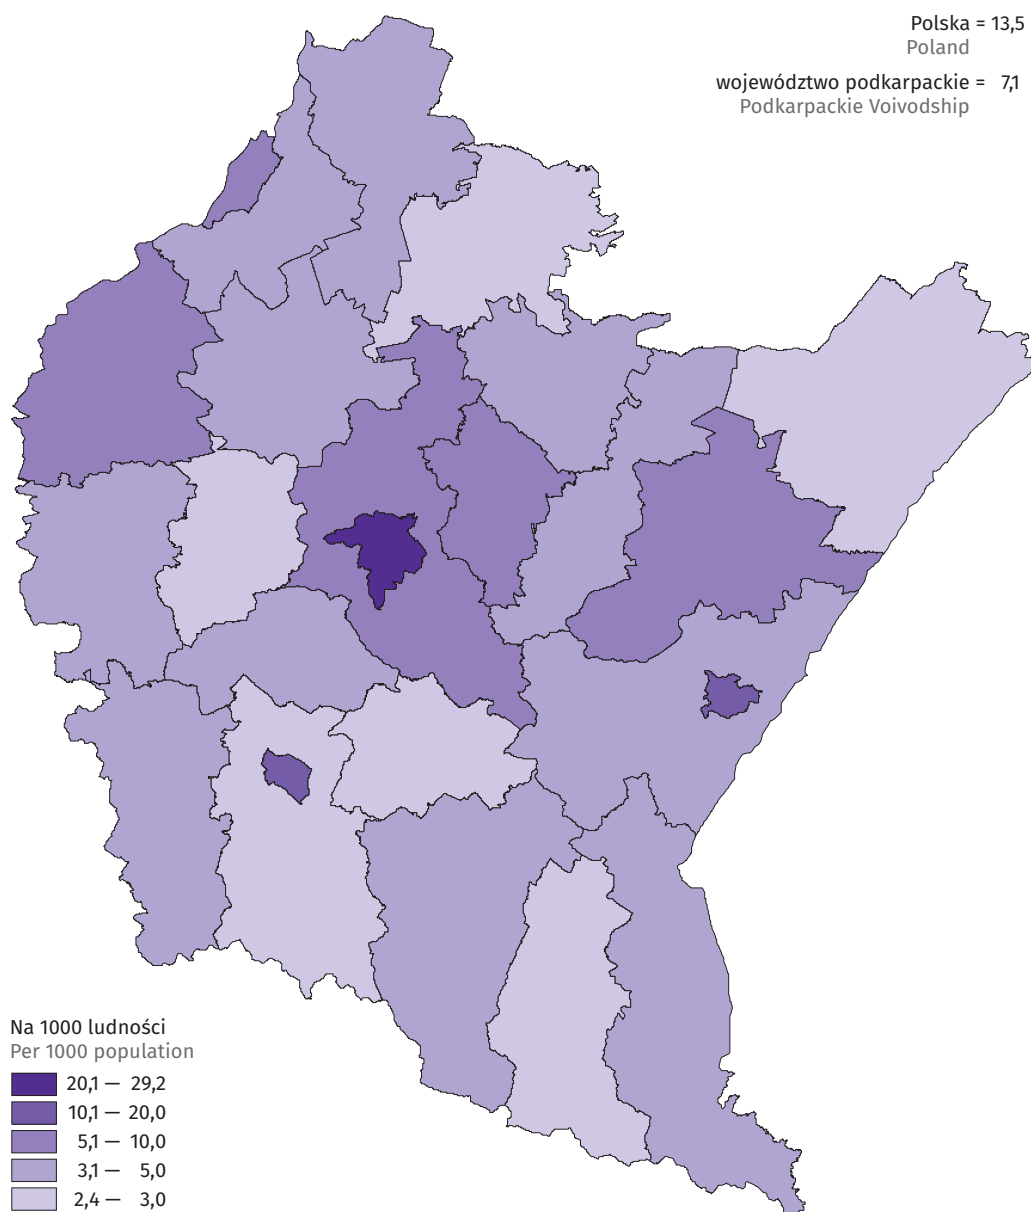 Polska = 13,5
Poland
województwo podkarpackie = 7,1
Podkarpackie Voivodship
Na 1000 ludności
Per 1000 population
20,1 — 29,2
10,1 — 20,0
5,1 — 10,0
3,1 — 5,0
2,4 — 3,0